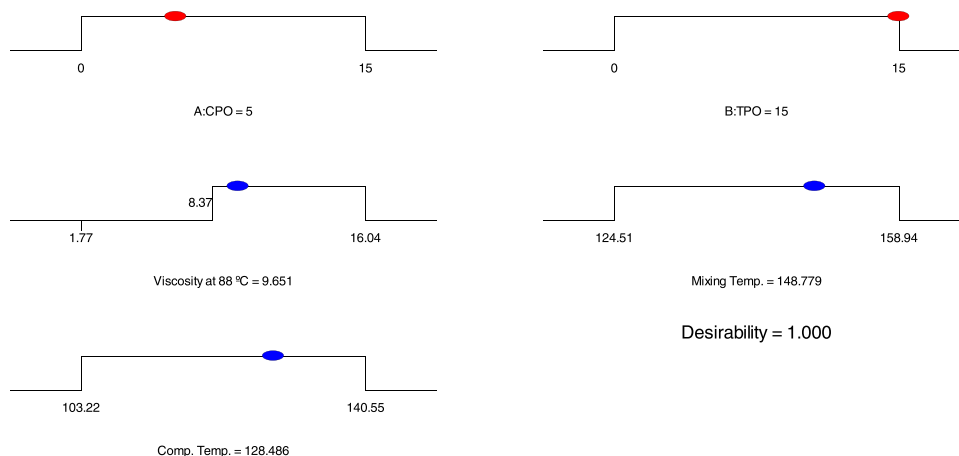 0
15
A:CPO = 5
0
15
B:TPO = 15
8.37
1.77
16.04
Viscosity at 88 ºC = 9.651
124.51
158.94
Mixing Temp. = 148.779
Desirability = 1.000
103.22
140.55
Comp. Temp. = 128.486